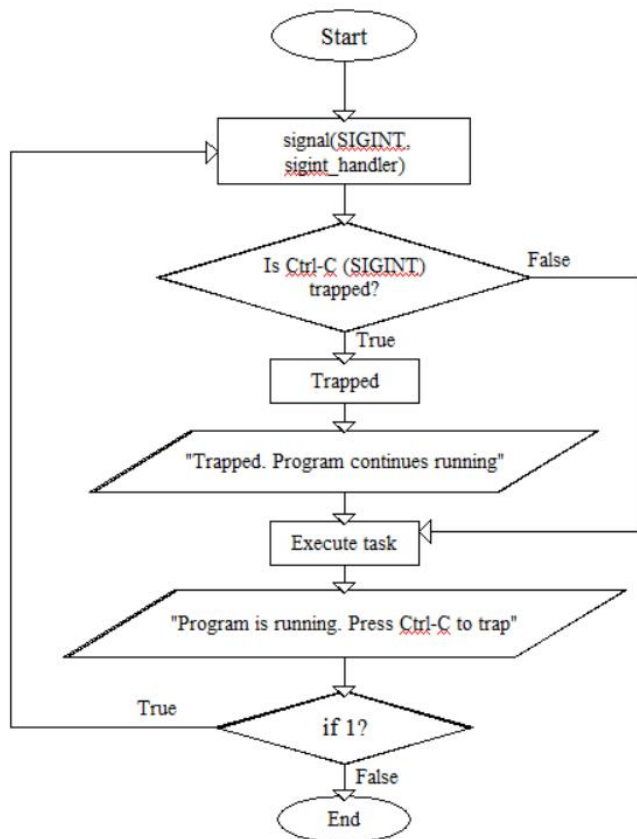 Start
signal(SIGINT,
sigint_handler)
Is Ctrl-C (SIGINT)
trapped?
False
True
Trapped
"Trapped. Program continues running"
Execute task
"Program is running. Press Ctrl-C to trap"
True
if 1?
False
End